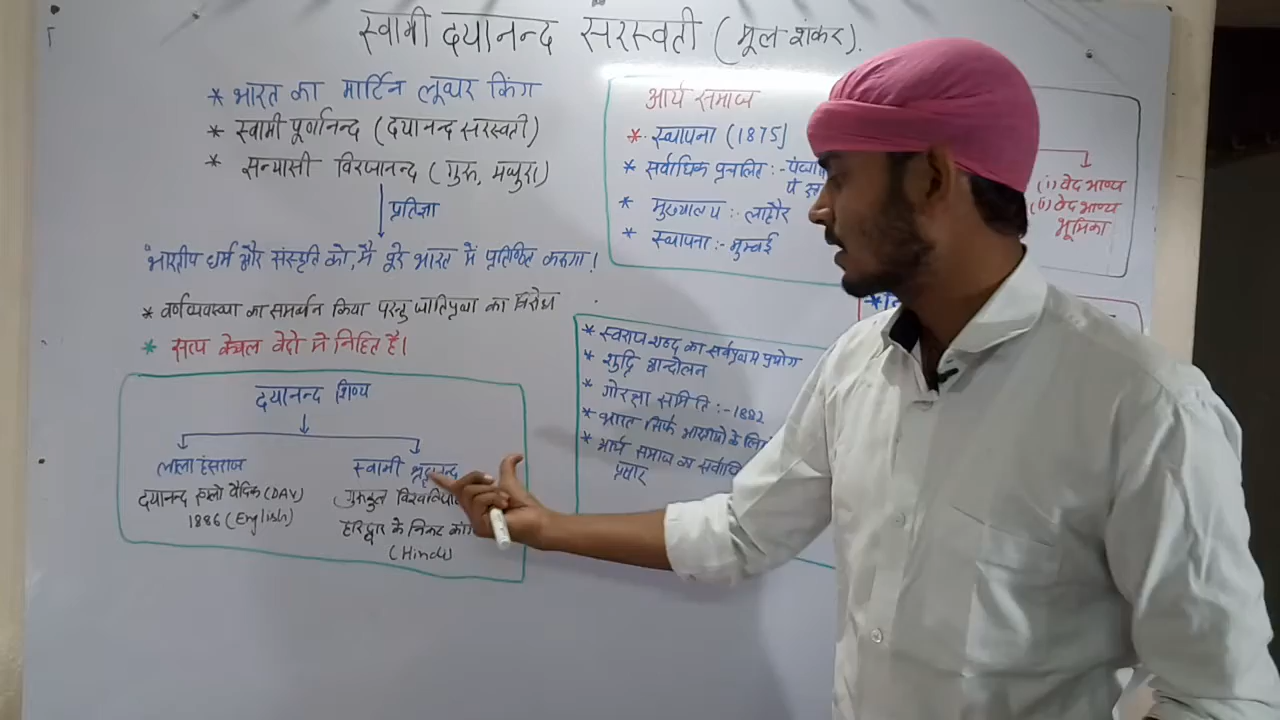 स्वामी दयानन्द सरस्वती (मूल शंकर).
* भारत का मार्टिन लूथर किंग
* स्वामी पूर्णानन्द (दयानन्द सरस्वती)
* सन्यासी विरजानन्द (गुरु, मथुरा)
प्रतिज्ञा
भारतीय धर्म और संस्कृति को, मै पूरे भारत में प्रतिष्ठित करुगा!
* वर्णव्यवस्था का समर्थन किया परन्तु जातिप्रथा का विरोध
* सत्य केवल वेदो मे निहित है।
दयानन्द शिष्य
लाला हंसराज
दयानन्द एंग्लो वैदिक (DAV)
1886 (English)
स्वामी
गुरुकुल
हरिद्वार के निकट
(Hindi)
आर्य समाज
* स्थापना (1875)
* सर्वाधिक प्रचलित :-
* मुख्यालय :- लाहौर
* स्थापना :- मुम्बई
* स्वराज शब्द का सर्वप्रथम प्रयोग
* शुद्धि आन्दोलन
* गोरक्षा समिति :- 1882
* भारत सिर्फ भारतीयो के
* आर्य समाज का
प्रचार
(i) वेद भाष्य
(ii) वेद भाष्य
भूमिका